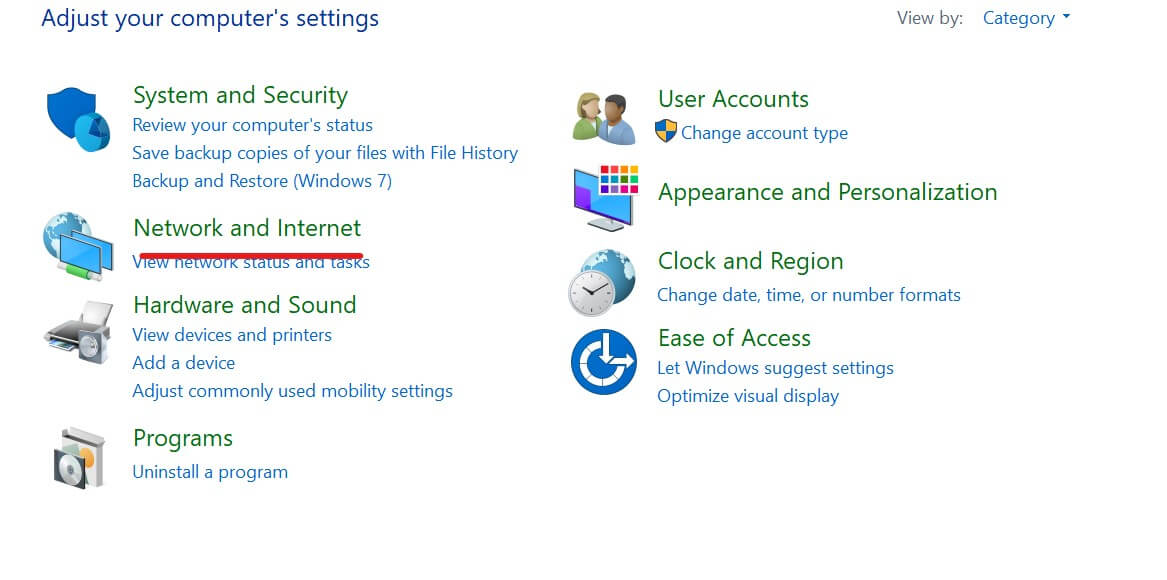 Adjust your computer's settings
View by: Category
System and Security
Review your computer's status
Save backup copies of your files with File History
Backup and Restore (Windows 7)
Network and Internet
View network status and tasks
Hardware and Sound
View devices and printers
Add a device
Adjust commonly used mobility settings
Programs
Uninstall a program
User Accounts
Change account type
Appearance and Personalization
Clock and Region
Change date, time, or number formats
Ease of Access
Let Windows suggest settings
Optimize visual display